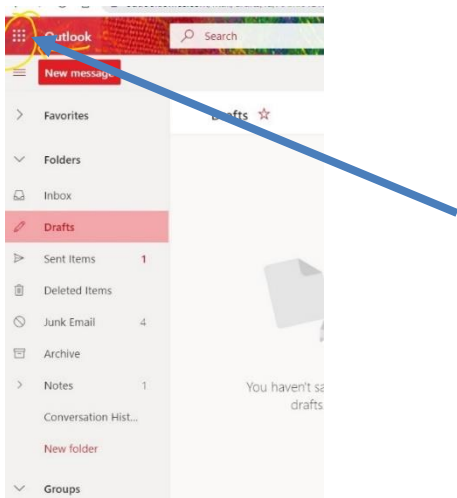 Outlook
Search
New message
Favorites
Drafts
Folders
Inbox
Drafts
Sent Items 1
Deleted Items
Junk Email 4
Archive
Notes 1
You haven't sa
drafts
Conversation Hist...
New folder
Groups